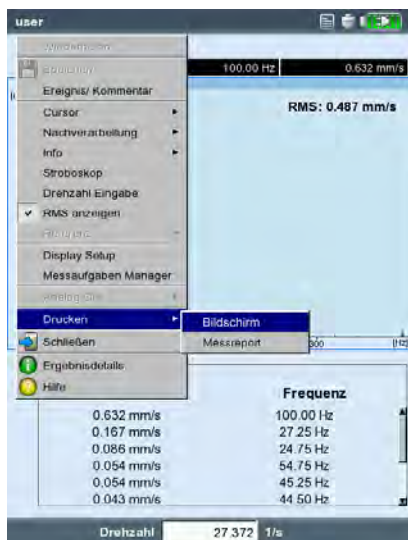 user
100.00 Hz 0.632 mm/s
Ereignis/ Kommentar
RMS: 0.487 mm/s
Cursor
Nachverarbeitung
Info
Stroboskop
Drehzahl Eingabe
RMS anzeigen
Display Setup
Messaufgaben Manager
Drucken
Bildschirm
Schließen
Messreport
Ergebnisdetails
Hilfe
Frequenz
0.632 mm/s 100.00 Hz
0.167 mm/s 27.25 Hz
0.086 mm/s 24.75 Hz
0.054 mm/s 54.75 Hz
0.054 mm/s 45.25 Hz
0.043 mm/s 44.50 Hz
Drehzahl 27.372 1/s